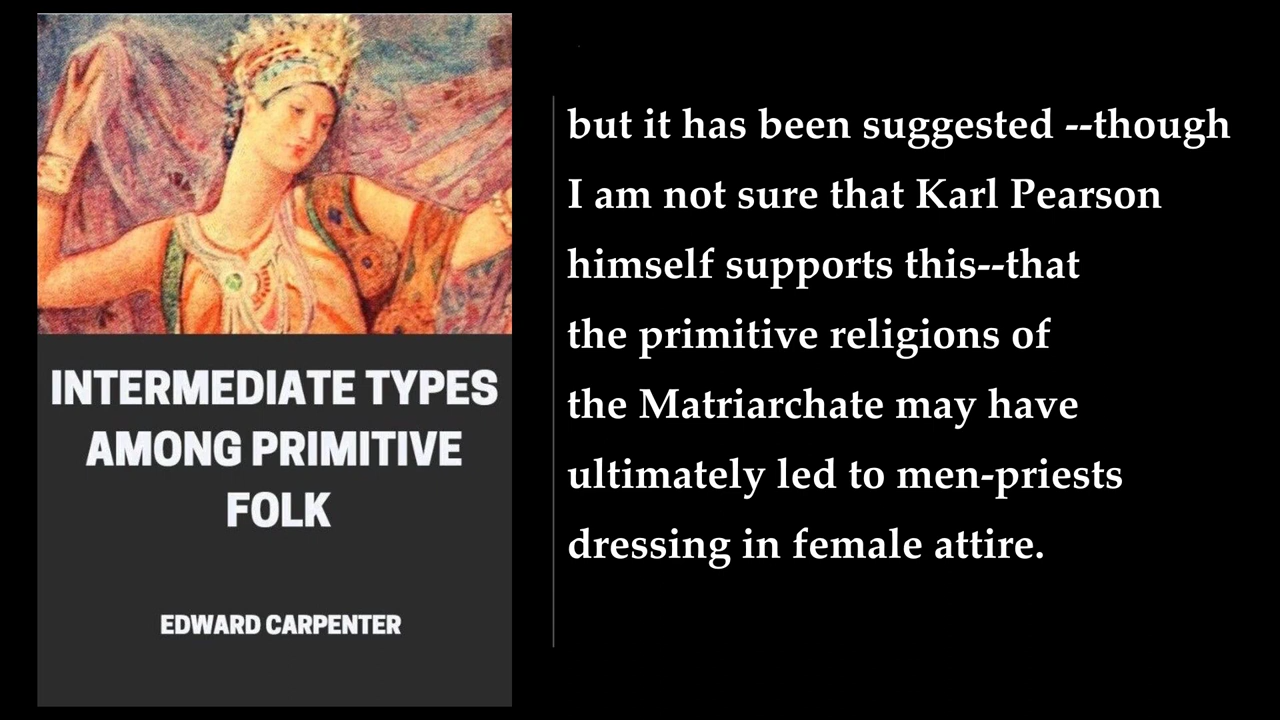 INTERMEDIATE TYPES
AMONG PRIMITIVE
FOLK
EDWARD CARPENTER
but it has been suggested --though
I am not sure that Karl Pearson
himself supports this--that
the primitive religions of
the Matriarchate may have
ultimately led to men-priests
dressing in female attire.